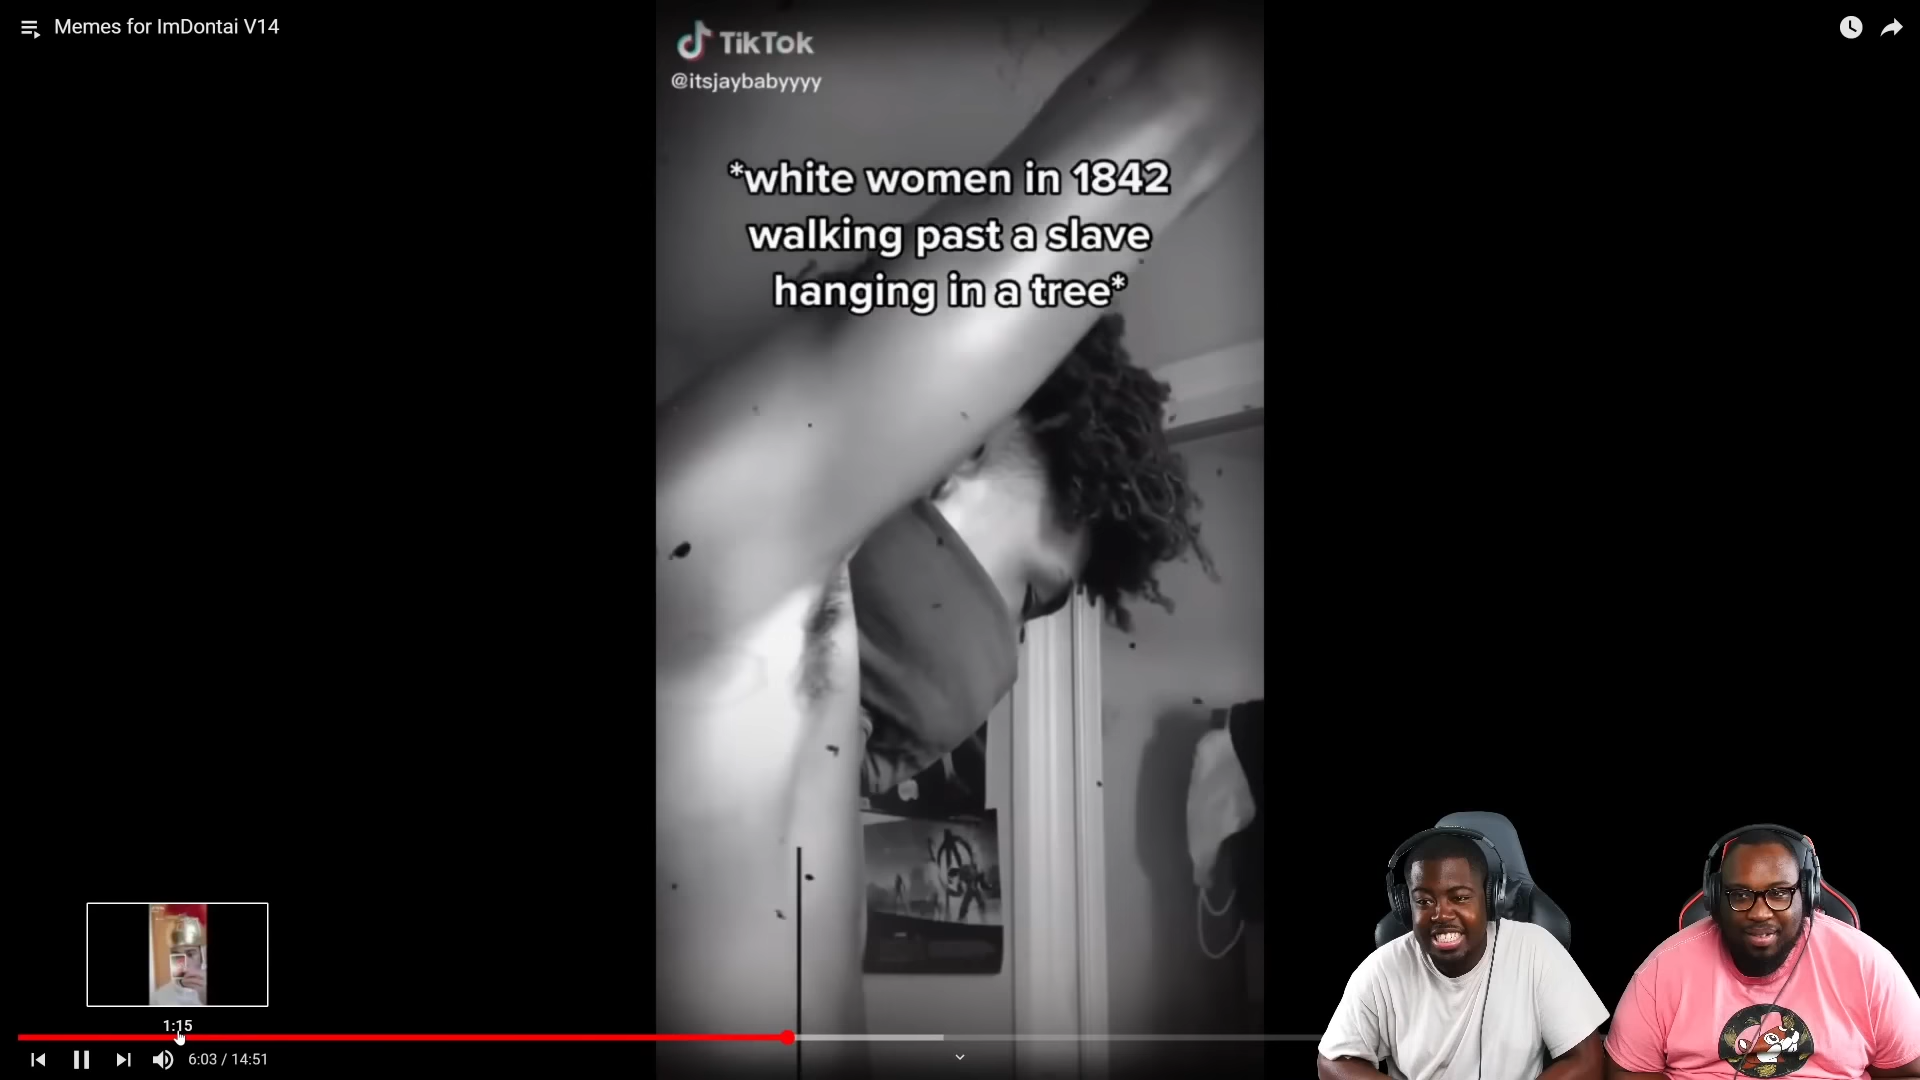 Memes for ImDontai V14
TikTok
@itsjaybabyyyy
*white women in 1842
walking past a slave
hanging in a tree*
1:15
6:03 / 14:51